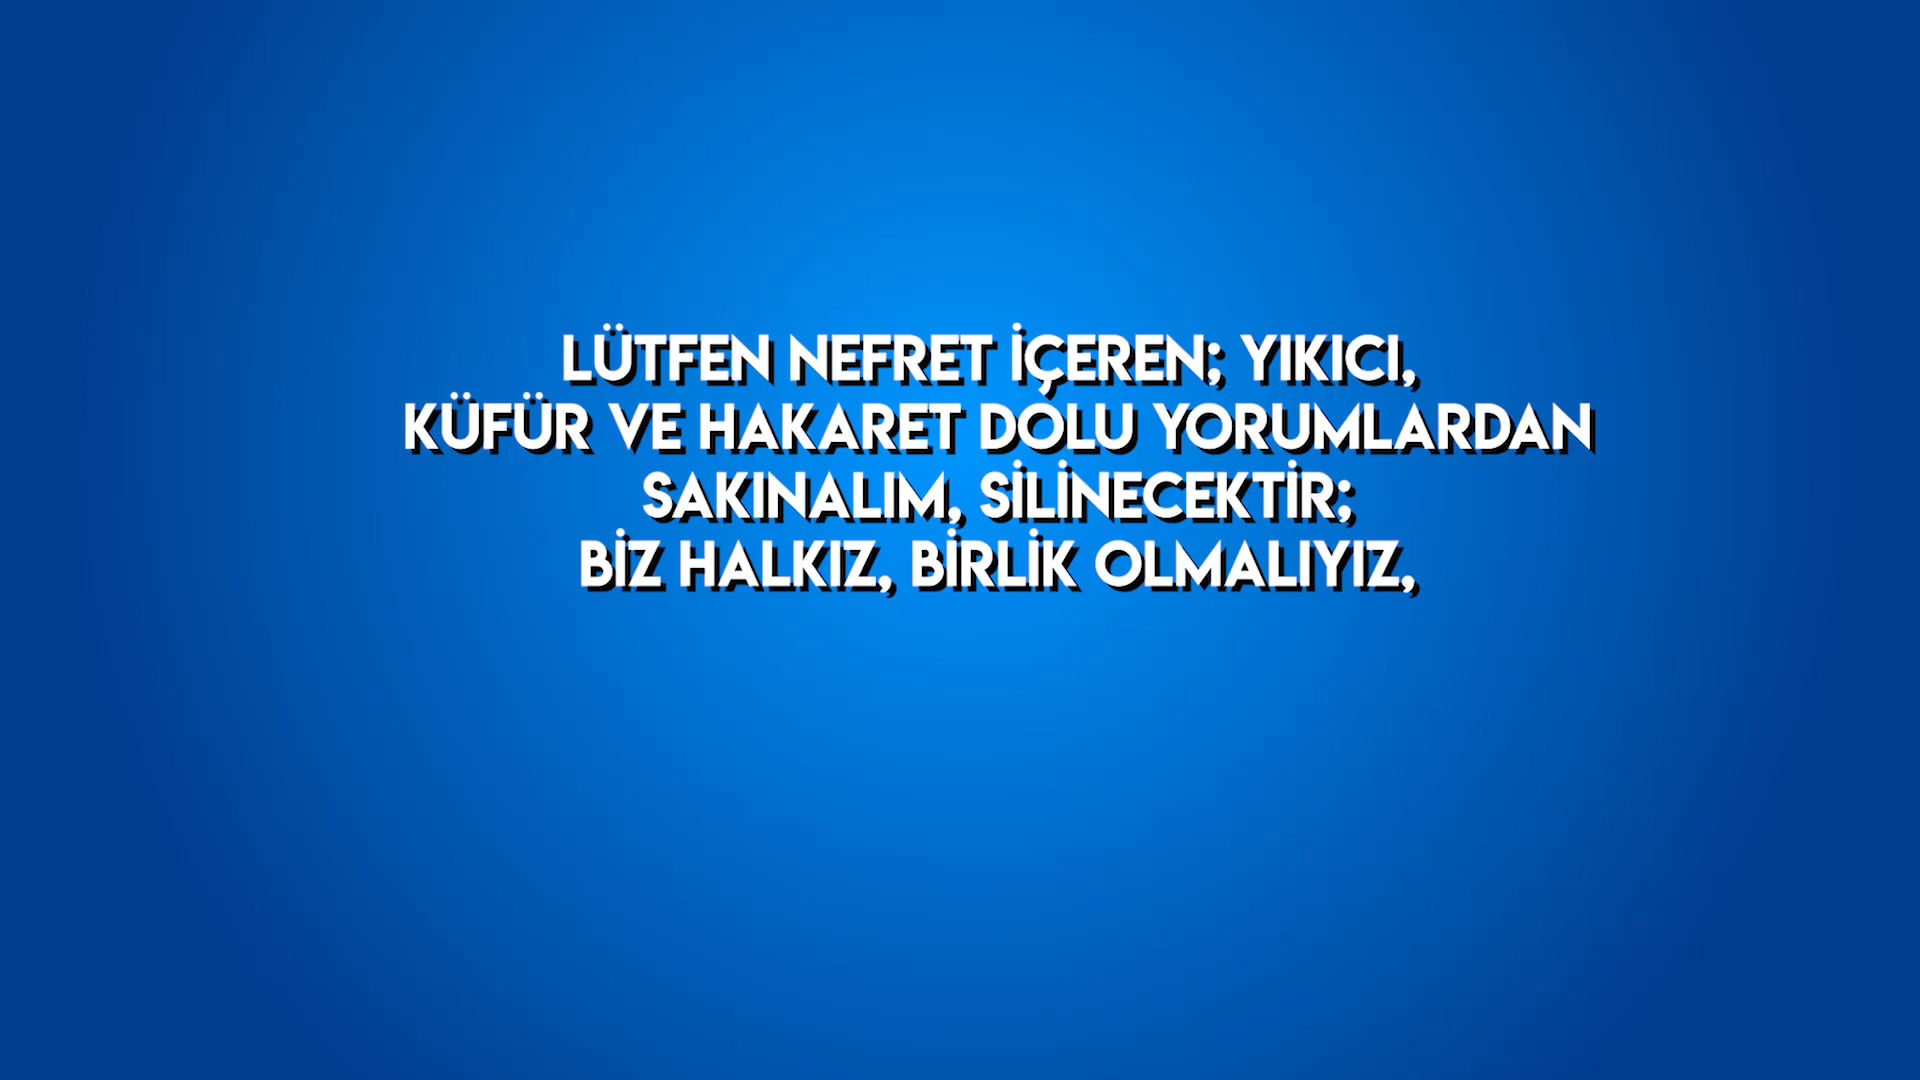 LÜTFEN NEFRET İÇEREN; YIKICI,
KÜFÜR VE HAKARET DOLU YORUMLARDAN
SAKINALIM, SİLİNECEKTİR;
BİZ HALKIZ, BİRLİK OLMALIYIZ,